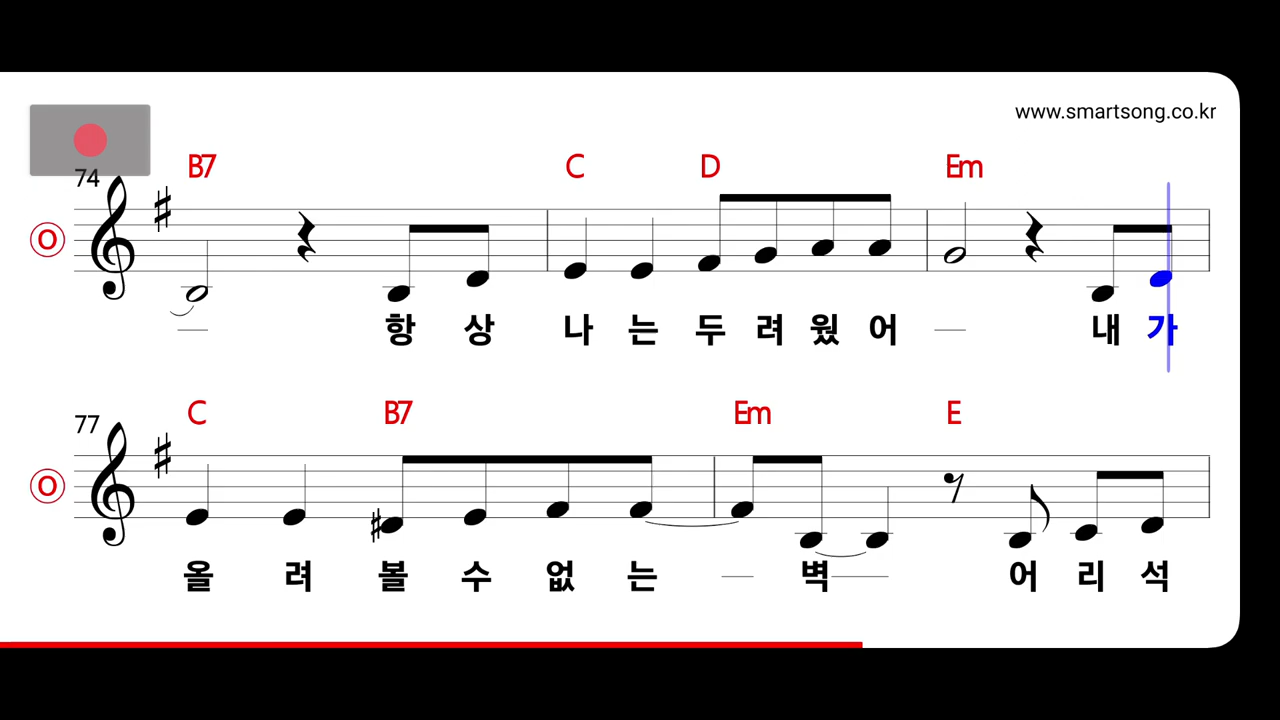 www.smartsong.co.kr
74 B7 C D Em
O
항 상 나 는 두 려 웠 어 내 가
77 C B7 Em E
O
올 려 볼 수 없 는 벽 어 리 석